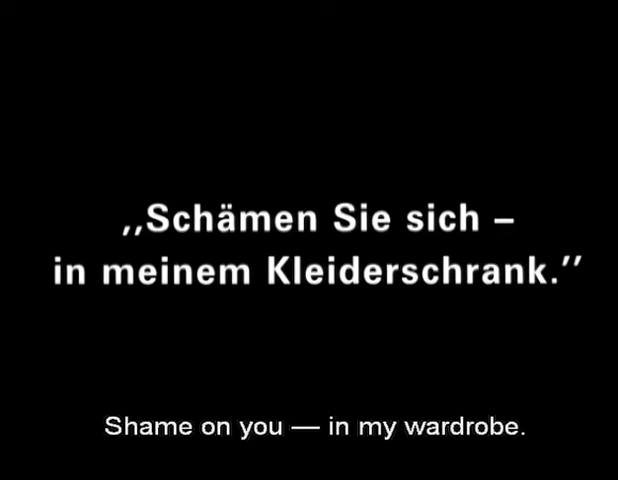 ,,Schämen Sie sich –
in meinem Kleiderschrank.’’
Shame on you — in my wardrobe.